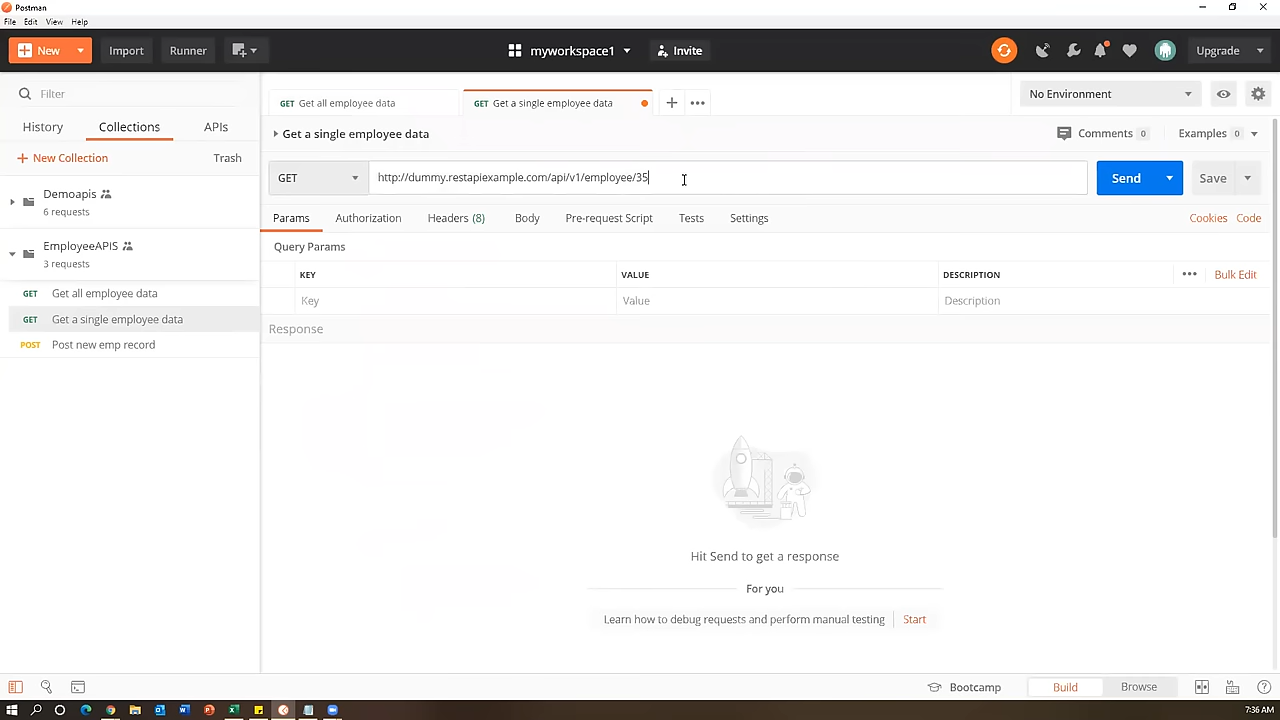 Postman
File Edit View Help
New Import Runner myworkspace1 Invite Upgrade
Filter
History Collections APIs
New Collection Trash
Demoapis
6 requests
EmployeeAPIS
3 requests
GET Get all employee data
GET Get a single employee data
POST Post new emp record
GET Get all employee data GET Get a single employee data
No Environment
Get a single employee data Comments 0 Examples 0
GET http://dummy.restapiexample.com/api/v1/employee/35 Send Save
Params Authorization Headers (8) Body Pre-request Script Tests Settings Cookies Code
Query Params
KEY VALUE DESCRIPTION Bulk Edit
Key Value Description
Response
Hit Send to get a response
For you
Learn how to debug requests and perform manual testing Start
Bootcamp Build Browse
7:36 AM